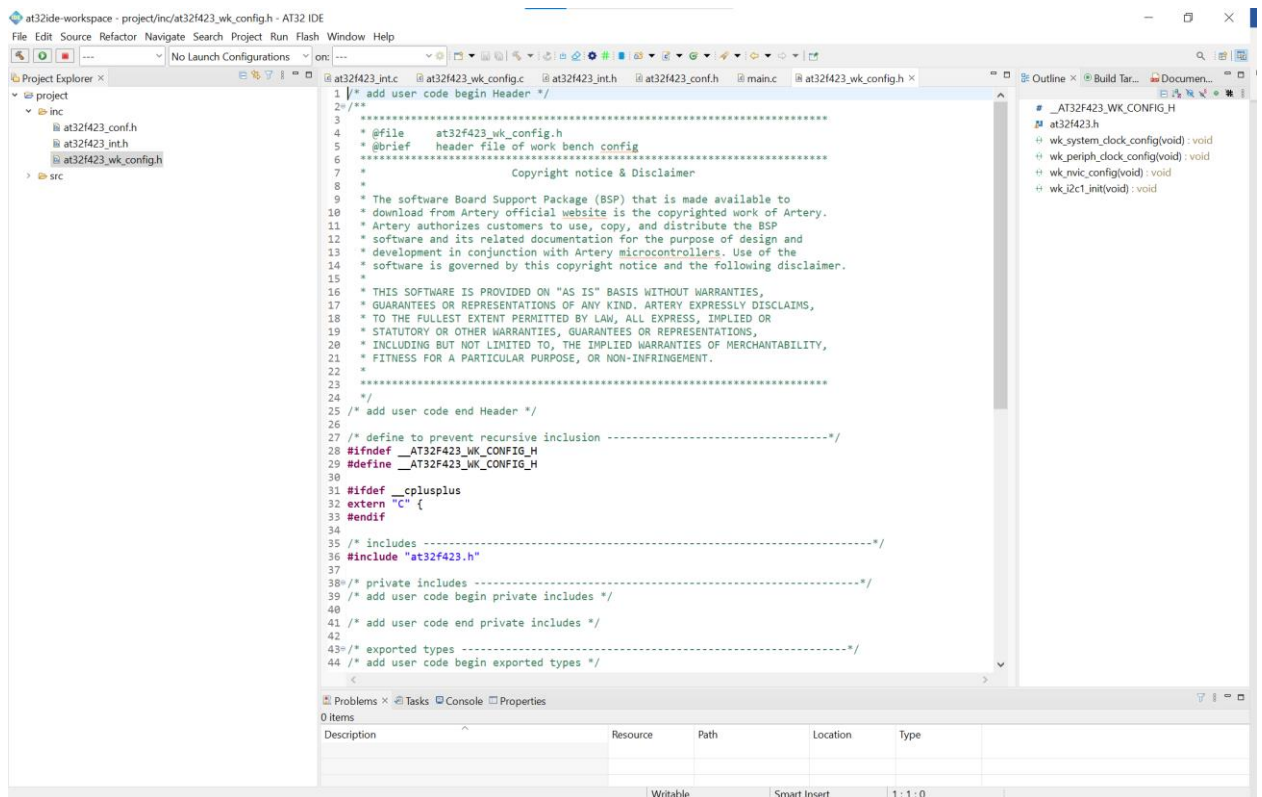 at32ide-workspace - project/inc/at32f423_wk_config.h - AT32 IDE
File Edit Source Refactor Navigate Search Project Run Flash Window Help
--- No Launch Configurations on: ---
Project Explorer ×
project
inc
at32f423_conf.h
at32f423_int.h
at32f423_wk_config.h
src
at32f423_int.c at32f423_wk_config.c at32f423_int.h at32f423_conf.h main.c at32f423_wk_config.h ×
1 /* add user code begin Header */
2 /**
3 **************************************************************************
4 * @file at32f423_wk_config.h
5 * @brief header file of work bench config
6 **************************************************************************
7 * Copyright notice & Disclaimer
8 *
9 * The software Board Support Package (BSP) that is made available to
10 * download from Artery official website is the copyrighted work of Artery.
11 * Artery authorizes customers to use, copy, and distribute the BSP
12 * software and its related documentation for the purpose of design and
13 * development in conjunction with Artery microcontrollers. Use of the
14 * software is governed by this copyright notice and the following disclaimer.
15 *
16 * THIS SOFTWARE IS PROVIDED ON "AS IS" BASIS WITHOUT WARRANTIES,
17 * GUARANTEES OR REPRESENTATIONS OF ANY KIND. ARTERY EXPRESSLY DISCLAIMS,
18 * TO THE FULLEST EXTENT PERMITTED BY LAW, ALL EXPRESS, IMPLIED OR
19 * STATUTORY OR OTHER WARRANTIES, GUARANTEES OR REPRESENTATIONS,
20 * INCLUDING BUT NOT LIMITED TO, THE IMPLIED WARRANTIES OF MERCHANTABILITY,
21 * FITNESS FOR A PARTICULAR PURPOSE, OR NON-INFRINGEMENT.
22 *
23 **************************************************************************
24 */
25 /* add user code end Header */
26
27 /* define to prevent recursive inclusion -----------------------------------*/
28 #ifndef __AT32F423_WK_CONFIG_H
29 #define __AT32F423_WK_CONFIG_H
30
31 #ifdef __cplusplus
32 extern "C" {
33 #endif
34
35 /* includes -----------------------------------------------------------------------*/
36 #include "at32f423.h"
37
38 /* private includes -------------------------------------------------------------*/
39 /* add user code begin private includes */
40
41 /* add user code end private includes */
42
43 /* exported types -------------------------------------------------------------*/
44 /* add user code begin exported types */
Outline × Build Tar... Documen...
__AT32F423_WK_CONFIG_H
at32f423.h
wk_system_clock_config(void) : void
wk_periph_clock_config(void) : void
wk_nvic_config(void) : void
wk_i2c1_init(void) : void
Problems × Tasks Console Properties
0 items
Description Resource Path Location Type
Writable Smart Insert 1 : 1 : 0